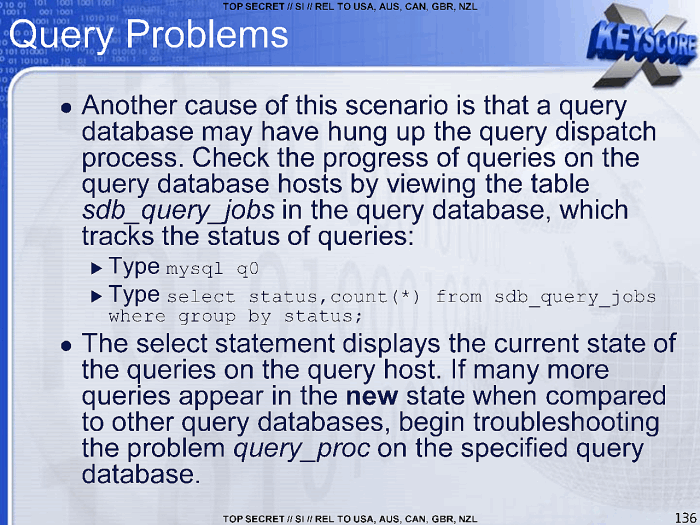 TOP SECRET // SI // REL TO USA, AUS, CAN, GBR, NZL
Query Problems
X
KEYSCORE
• Another cause of this scenario is that a query
database may have hung up the query dispatch
process. Check the progress of queries on the
query database hosts by viewing the table
sdb_query_jobs in the query database, which
tracks the status of queries:
▶ Type mysql q0
▶ Type select status,count(*) from sdb_query_jobs
where group by status;
• The select statement displays the current state of
the queries on the query host. If many more
queries appear in the new state when compared
to other query databases, begin troubleshooting
the problem query_proc on the specified query
database.
TOP SECRET // SI // REL TO USA, AUS, CAN, GBR, NZL
136